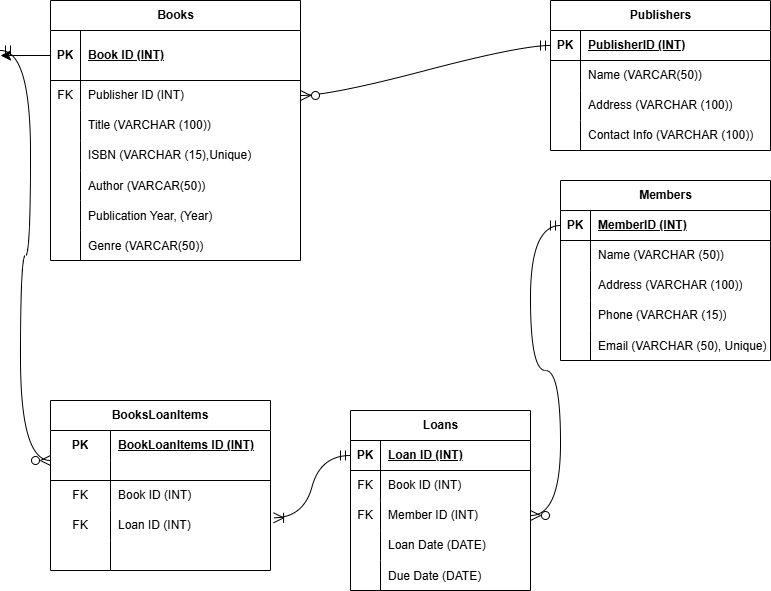 Books
PK Book ID (INT)
FK Publisher ID (INT)
Title (VARCHAR (100))
ISBN (VARCHAR (15),Unique)
Author (VARCAR(50))
Publication Year, (Year)
Genre (VARCAR(50))
Publishers
PK PublisherID (INT)
Name (VARCAR(50))
Address (VARCHAR (100))
Contact Info (VARCHAR (100))
Members
PK MemberID (INT)
Name (VARCHAR (50))
Address (VARCHAR (100))
Phone (VARCHAR (15))
Email (VARCHAR (50), Unique)
BooksLoanItems
PK BookLoanItems ID (INT)
FK Book ID (INT)
FK Loan ID (INT)
Loans
PK Loan ID (INT)
FK Book ID (INT)
FK Member ID (INT)
Loan Date (DATE)
Due Date (DATE)